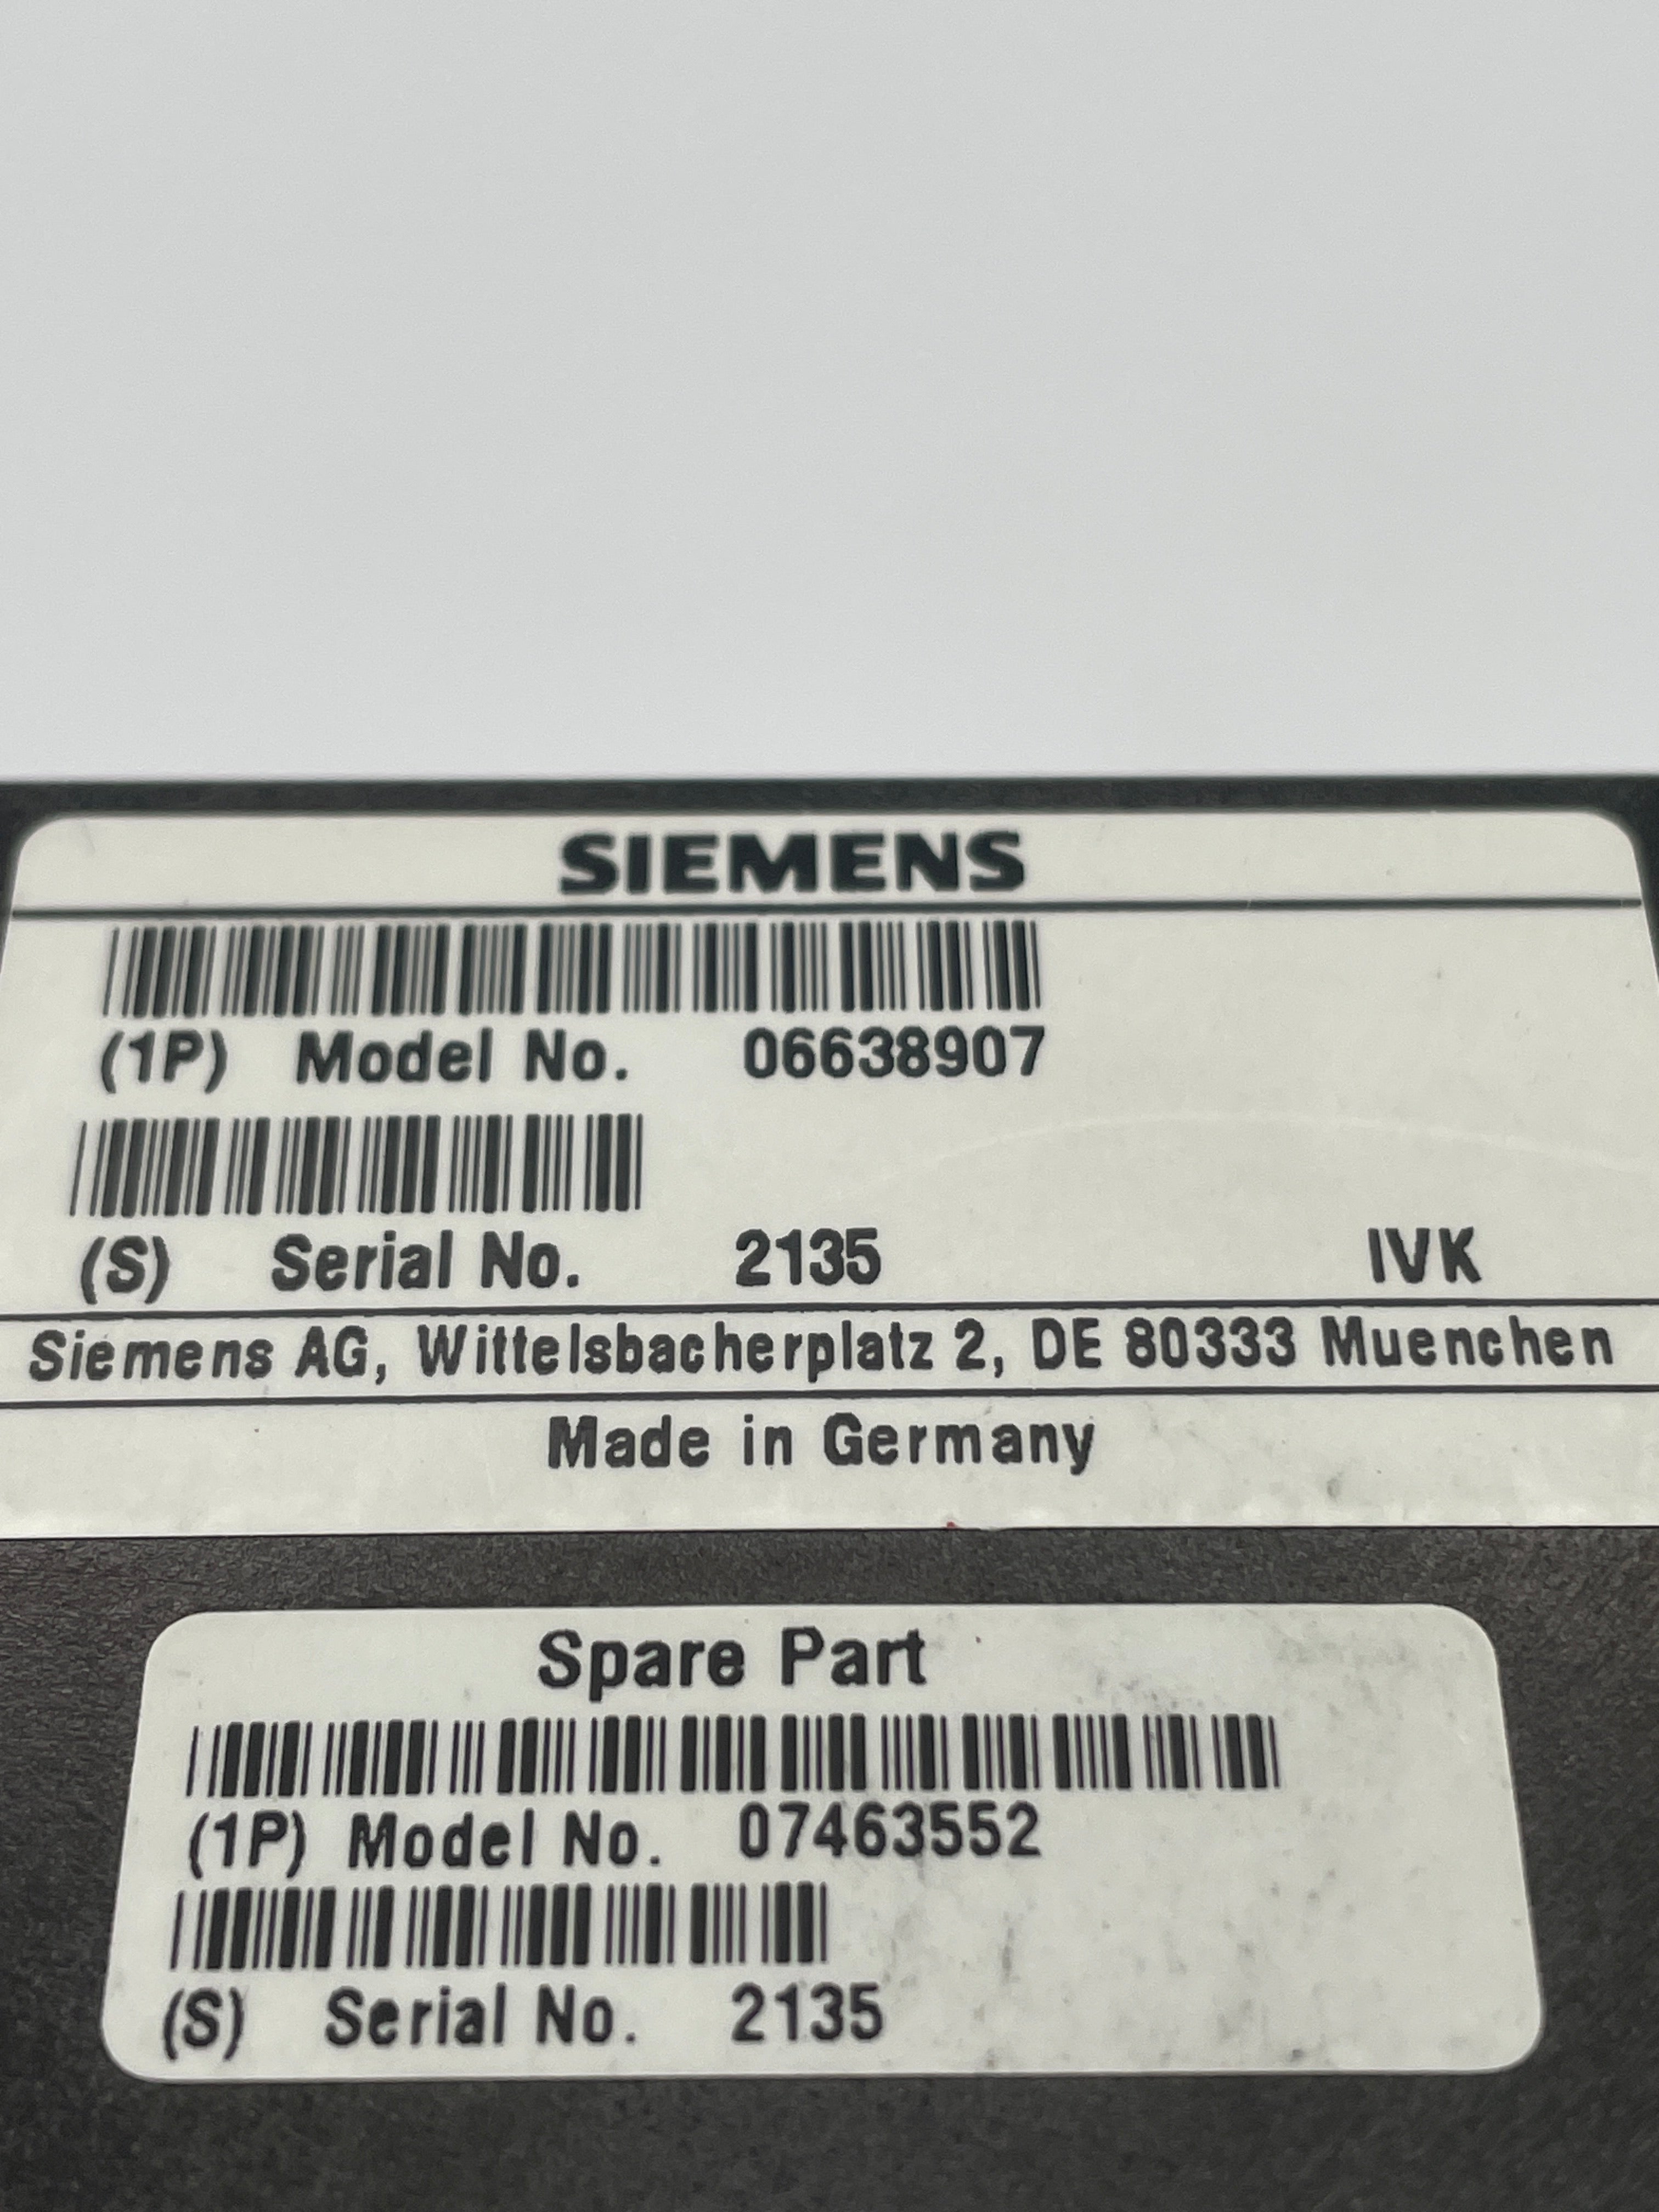 SIEMENS
(1P) Model No. 06638907
(S) Serial No. 2135 IVK
Siemens AG, Wittelsbacherplatz 2, DE 80333 Muenchen
Made in Germany
Spare Part
(1P) Model No. 07463552
(S) Serial No. 2135